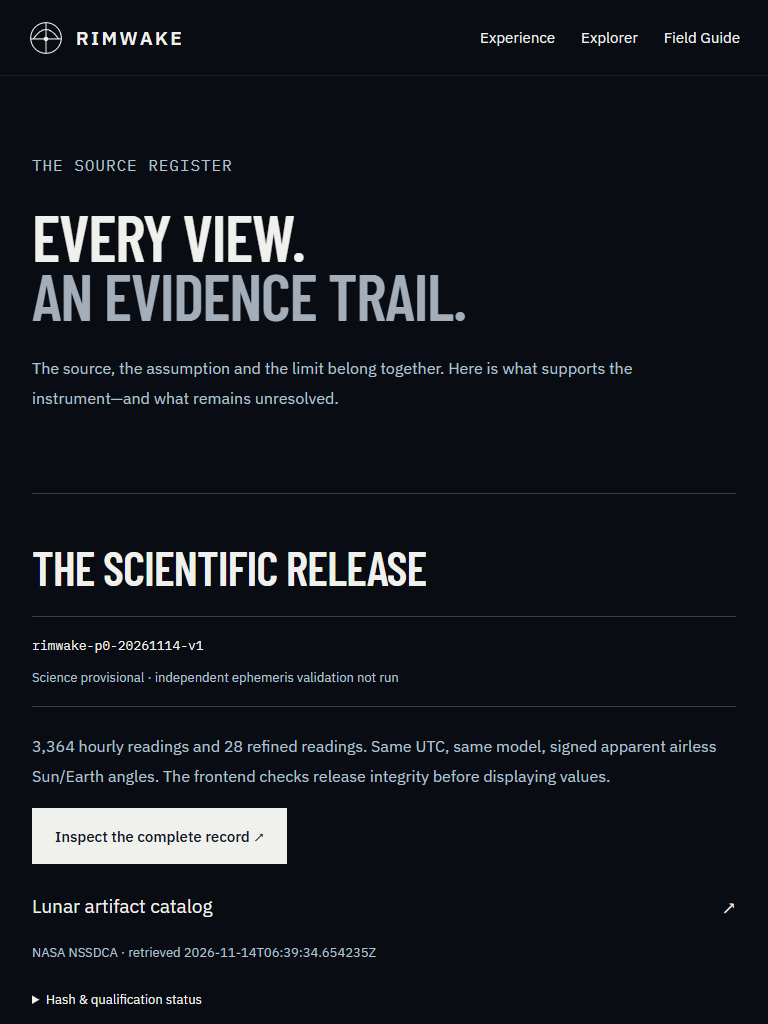 RIMWAKE
Experience Explorer Field Guide
THE SOURCE REGISTER
EVERY VIEW.
AN EVIDENCE TRAIL.
The source, the assumption and the limit belong together. Here is what supports the
instrument—and what remains unresolved.
THE SCIENTIFIC RELEASE
rimwake-p0-20261114-v1
Science provisional · independent ephemeris validation not run
3,364 hourly readings and 28 refined readings. Same UTC, same model, signed apparent airless
Sun/Earth angles. The frontend checks release integrity before displaying values.
Inspect the complete record ↗
Lunar artifact catalog ↗
NASA NSSDCA · retrieved 2026-11-14T06:39:34.654235Z
▶ Hash & qualification status